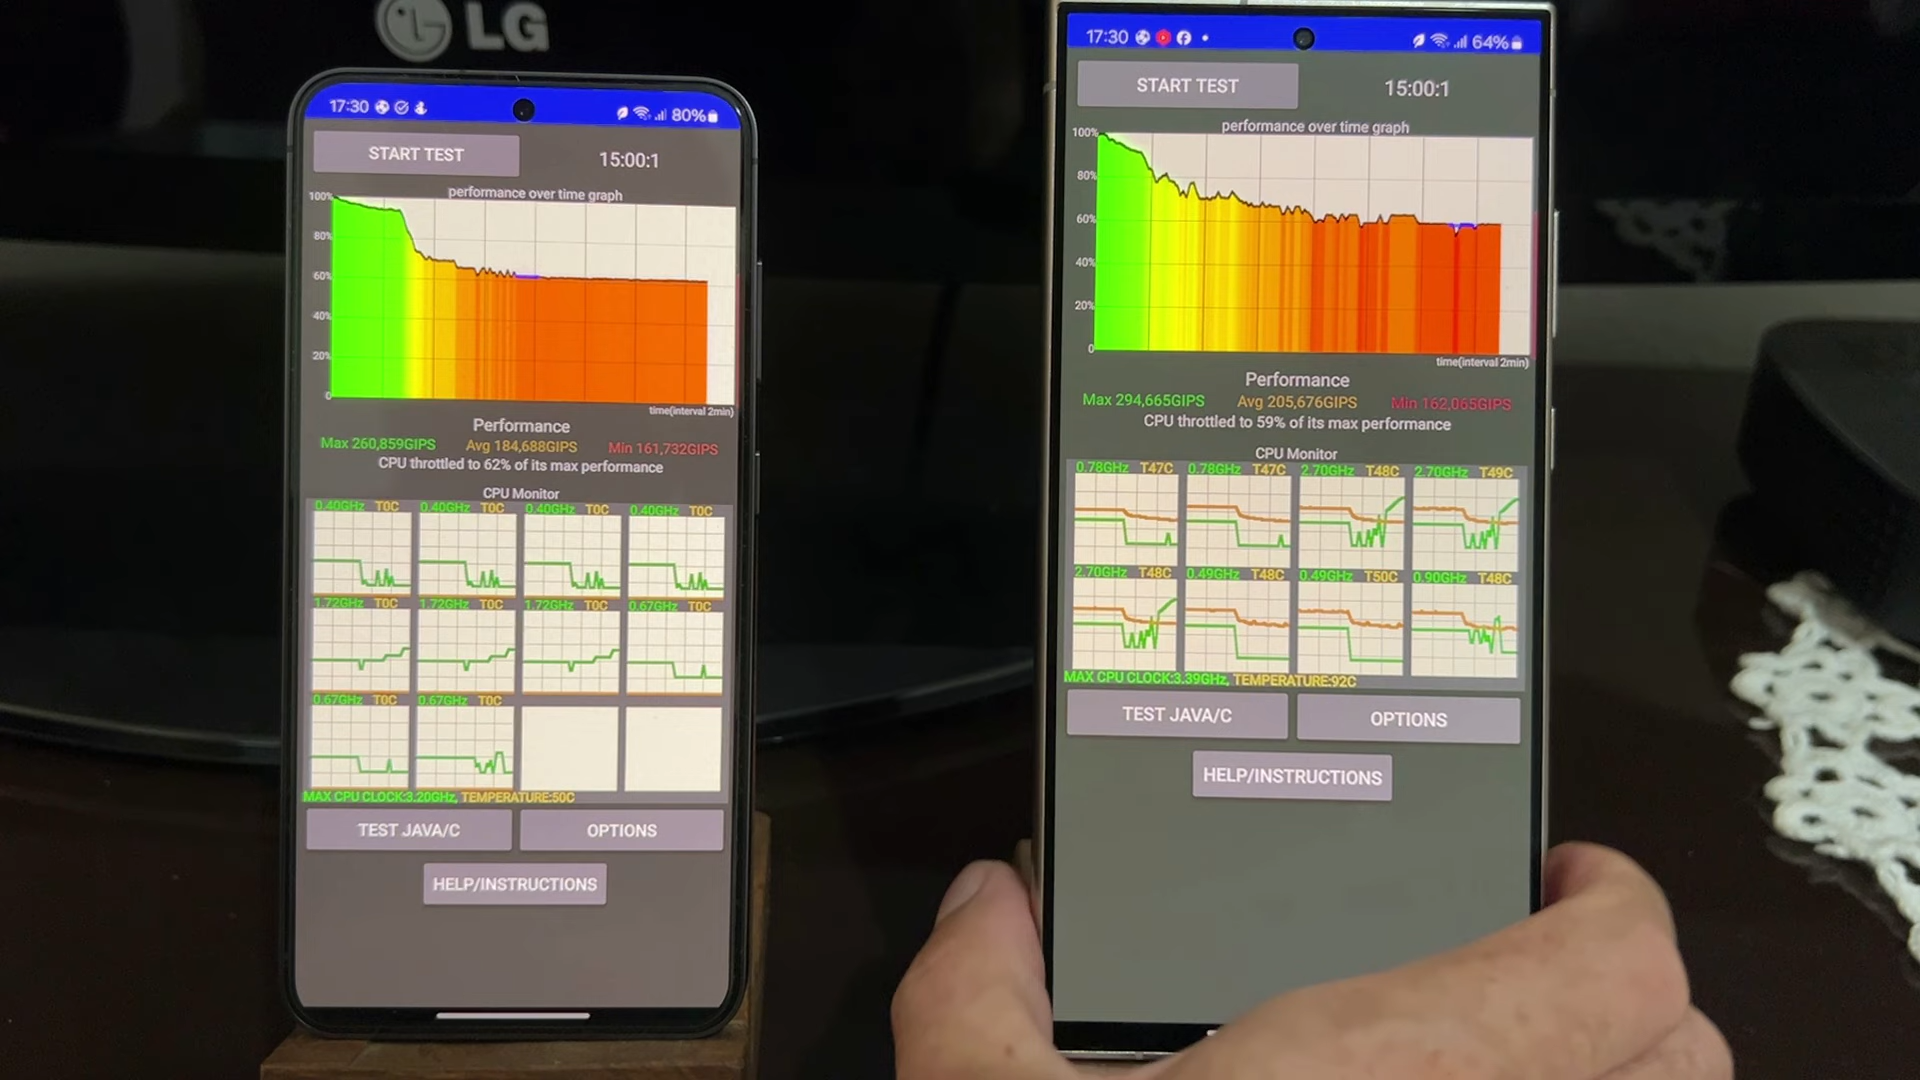 LG
17:30 80%
START TEST 15:00:1
performance over time graph
100%
80%
60%
40%
20%
0
time(interval 2min)
Performance
Max 260,859GIPS Avg 184,688GIPS Min 161,732GIPS
CPU throttled to 62% of its max performance
CPU Monitor
0.40GHz T0C 0.40GHz T0C 0.40GHz T0C 0.40GHz T0C
1.72GHz T0C 1.72GHz T0C 1.72GHz T0C 0.67GHz T0C
0.67GHz T0C 0.67GHz T0C
MAX CPU CLOCK:3.20GHz, TEMPERATURE:50C
TEST JAVA/C OPTIONS
HELP/INSTRUCTIONS
17:30 64%
START TEST 15:00:1
performance over time graph
100%
80%
60%
40%
20%
0
time(interval 2min)
Performance
Max 294,665GIPS Avg 205,676GIPS Min 162,065GIPS
CPU throttled to 59% of its max performance
CPU Monitor
0.78GHz T47C 0.78GHz T47C 2.70GHz T48C 2.70GHz T49C
2.70GHz T48C 0.49GHz T48C 0.49GHz T50C 0.90GHz T48C
MAX CPU CLOCK:3.39GHz, TEMPERATURE:92C
TEST JAVA/C OPTIONS
HELP/INSTRUCTIONS